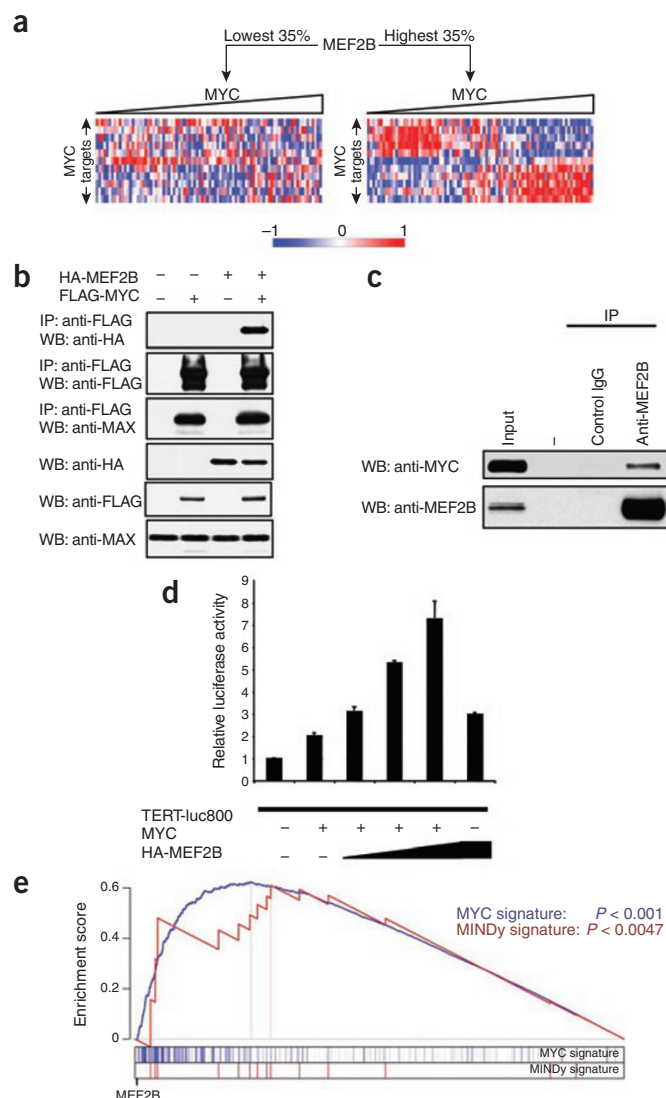 a
Lowest 35% MEF2B Highest 35%
MYC MYC
MYC targets MYC targets
−1 0 1
b
HA-MEF2B − − + +
FLAG-MYC − + − +
IP: anti-FLAG
WB: anti-HA
IP: anti-FLAG
WB: anti-FLAG
IP: anti-FLAG
WB: anti-MAX
WB: anti-HA
WB: anti-FLAG
WB: anti-MAX
c
IP
Input − Control IgG Anti-MEF2B
WB: anti-MYC
WB: anti-MEF2B
d
Relative luciferase activity
9
8
7
6
5
4
3
2
1
0
TERT-luc800
MYC − + + + + −
HA-MEF2B − −
e
Enrichment score
0.6
0.4
0.2
0
MYC signature: P < 0.001
MINDy signature: P < 0.0047
MYC signature
MINDy signature
MEF2B